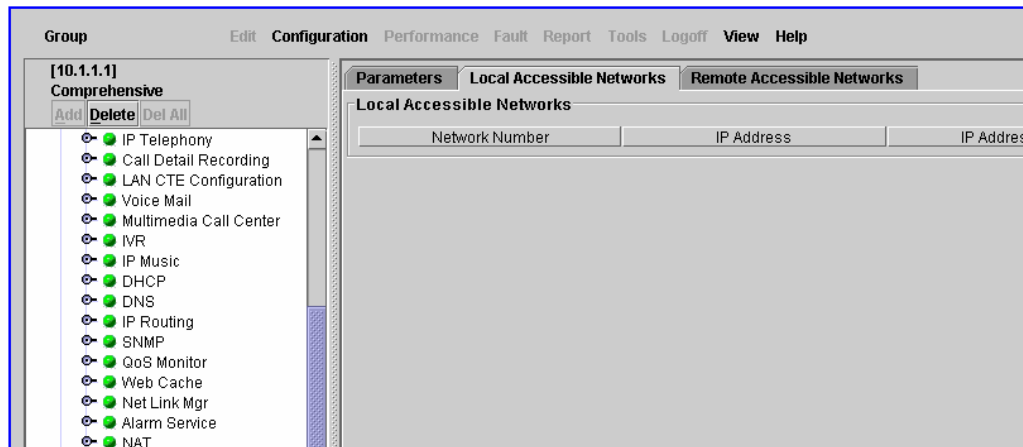 Group Edit Configuration Performance Fault Report Tools Logoff View Help
[10.1.1.1]
Comprehensive
Add Delete Del All
IP Telephony
Call Detail Recording
LAN CTE Configuration
Voice Mail
Multimedia Call Center
IVR
IP Music
DHCP
DNS
IP Routing
SNMP
QoS Monitor
Web Cache
Net Link Mgr
Alarm Service
NAT
Parameters Local Accessible Networks Remote Accessible Networks
Local Accessible Networks
Network Number IP Address IP Addres